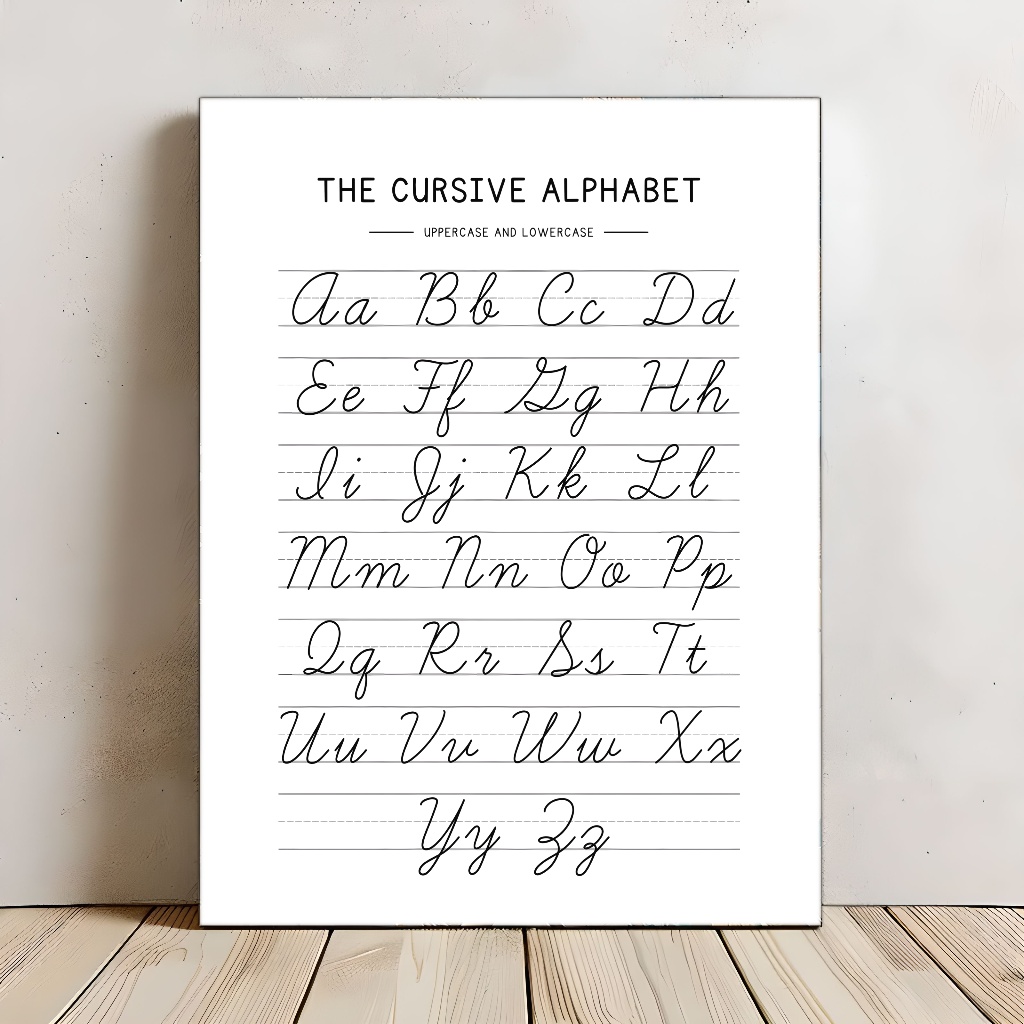 THE CURSIVE ALPHABET
UPPERCASE AND LOWERCASE
Aa Bb Cc Dd
Ee Ff Gg Hh
Ii Jj Kk Ll
Mm Nn Oo Pp
Qq Rr Ss Tt
Uu Vv Ww Xx
Yy Zz